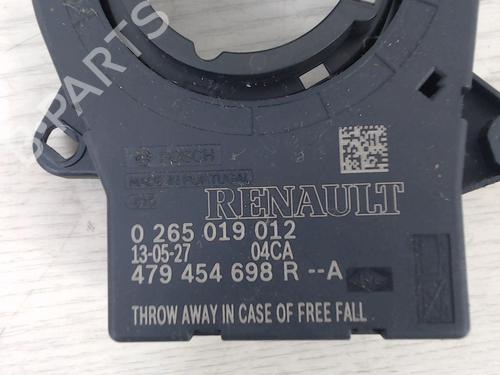 B-PARTS
BOSCH
MADE IN PORTUGAL
RENAULT
0 265 019 012
13-05-27 04CA
479 454 698 R --A
THROW AWAY IN CASE OF FREE FALL